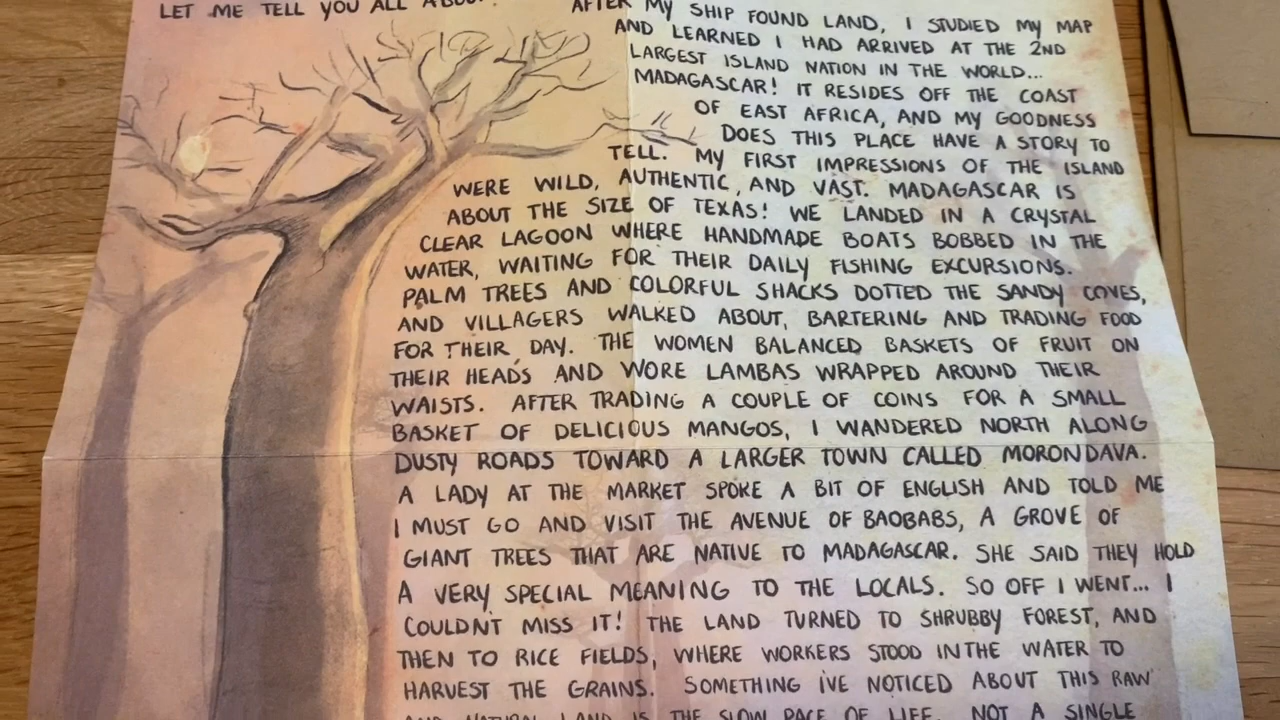 LET ME TELL YOU ALL ABOUT
AFTER MY SHIP FOUND LAND, I STUDIED MY MAP
AND LEARNED I HAD ARRIVED AT THE 2ND
LARGEST ISLAND NATION IN THE WORLD...
MADAGASCAR! IT RESIDES OFF THE COAST
OF EAST AFRICA, AND MY GOODNESS
DOES THIS PLACE HAVE A STORY TO
TELL. MY FIRST IMPRESSIONS OF THE ISLAND
WERE WILD, AUTHENTIC, AND VAST. MADAGASCAR IS
ABOUT THE SIZE OF TEXAS! WE LANDED IN A CRYSTAL
CLEAR LAGOON WHERE HANDMADE BOATS BOBBED IN THE
WATER, WAITING FOR THEIR DAILY FISHING EXCURSIONS.
PALM TREES AND COLORFUL SHACKS DOTTED THE SANDY COVES,
AND VILLAGERS WALKED ABOUT, BARTERING AND TRADING FOOD
FOR THEIR DAY. THE WOMEN BALANCED BASKETS OF FRUIT ON
THEIR HEADS AND WORE LAMBAS WRAPPED AROUND THEIR
WAISTS. AFTER TRADING A COUPLE OF COINS FOR A SMALL
BASKET OF DELICIOUS MANGOS, I WANDERED NORTH ALONG
DUSTY ROADS TOWARD A LARGER TOWN CALLED MORONDAVA.
A LADY AT THE MARKET SPOKE A BIT OF ENGLISH AND TOLD ME
I MUST GO AND VISIT THE AVENUE OF BAOBABS, A GROVE OF
GIANT TREES THAT ARE NATIVE TO MADAGASCAR. SHE SAID THEY HOLD
A VERY SPECIAL MEANING TO THE LOCALS. SO OFF I WENT... I
COULDN'T MISS IT! THE LAND TURNED TO SHRUBBY FOREST, AND
THEN TO RICE FIELDS, WHERE WORKERS STOOD IN THE WATER TO
HARVEST THE GRAINS. SOMETHING I'VE NOTICED ABOUT THIS RAW
AND NATURAL LAND IS THE SLOW PACE OF LIFE. NOT A SINGLE